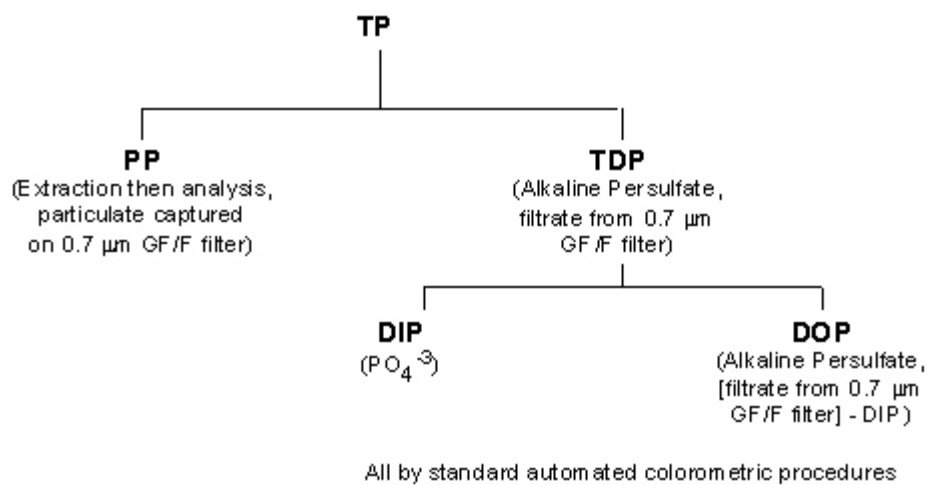 TP
PP
(Extraction then analysis,
particulate captured
on 0.7 µm GF/F filter)
TDP
(Alkaline Persulfate,
filtrate from 0.7 µm
GF/F filter)
DIP
(PO4-3)
DOP
(Alkaline Persulfate,
[filtrate from 0.7 µm
GF/F filter] - DIP)
All by standard automated colorometric procedures